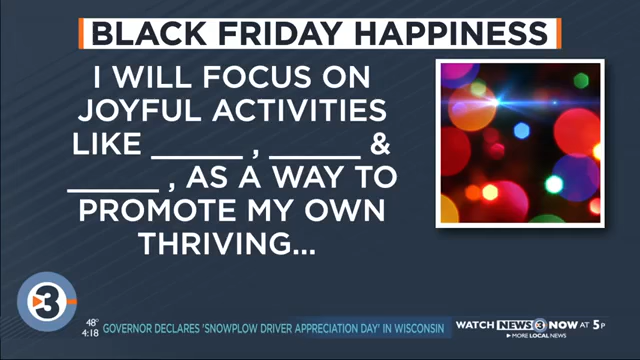 BLACK FRIDAY HAPPINESS
I WILL FOCUS ON
JOYFUL ACTIVITIES
LIKE _____ , _____ &
_____ , AS A WAY TO
PROMOTE MY OWN
THRIVING...
3
48°
4:18
GOVERNOR DECLARES 'SNOWPLOW DRIVER APPRECIATION DAY' IN WISCONSIN
WATCH NEWS 3 NOW AT 5P
▶ MORE LOCAL NEWS